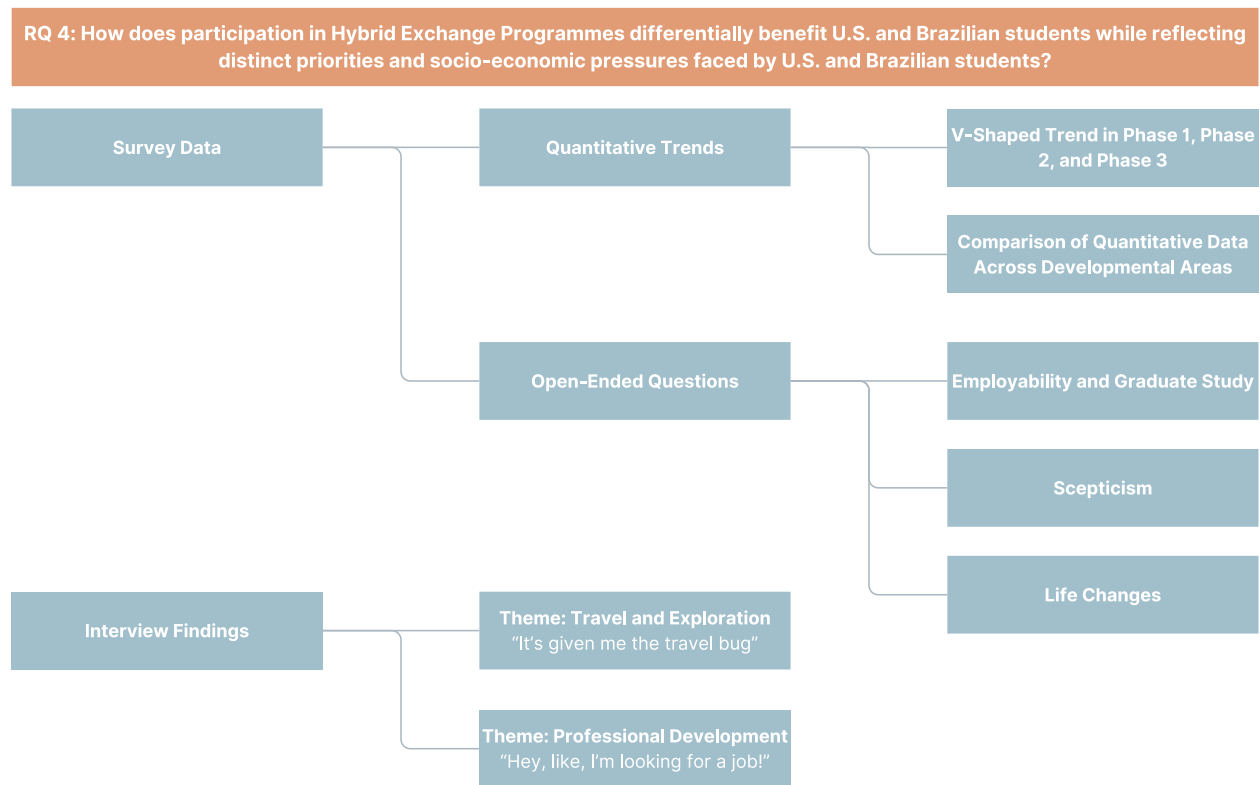 RQ 4: How does participation in Hybrid Exchange Programmes differentially benefit U.S. and Brazilian students while reflecting
distinct priorities and socio-economic pressures faced by U.S. and Brazilian students?
Survey Data
Quantitative Trends
V-Shaped Trend in Phase 1, Phase
2, and Phase 3
Comparison of Quantitative Data
Across Developmental Areas
Open-Ended Questions
Employability and Graduate Study
Scepticism
Life Changes
Interview Findings
Theme: Travel and Exploration
“It’s given me the travel bug”
Theme: Professional Development
“Hey, like, I’m looking for a job!”